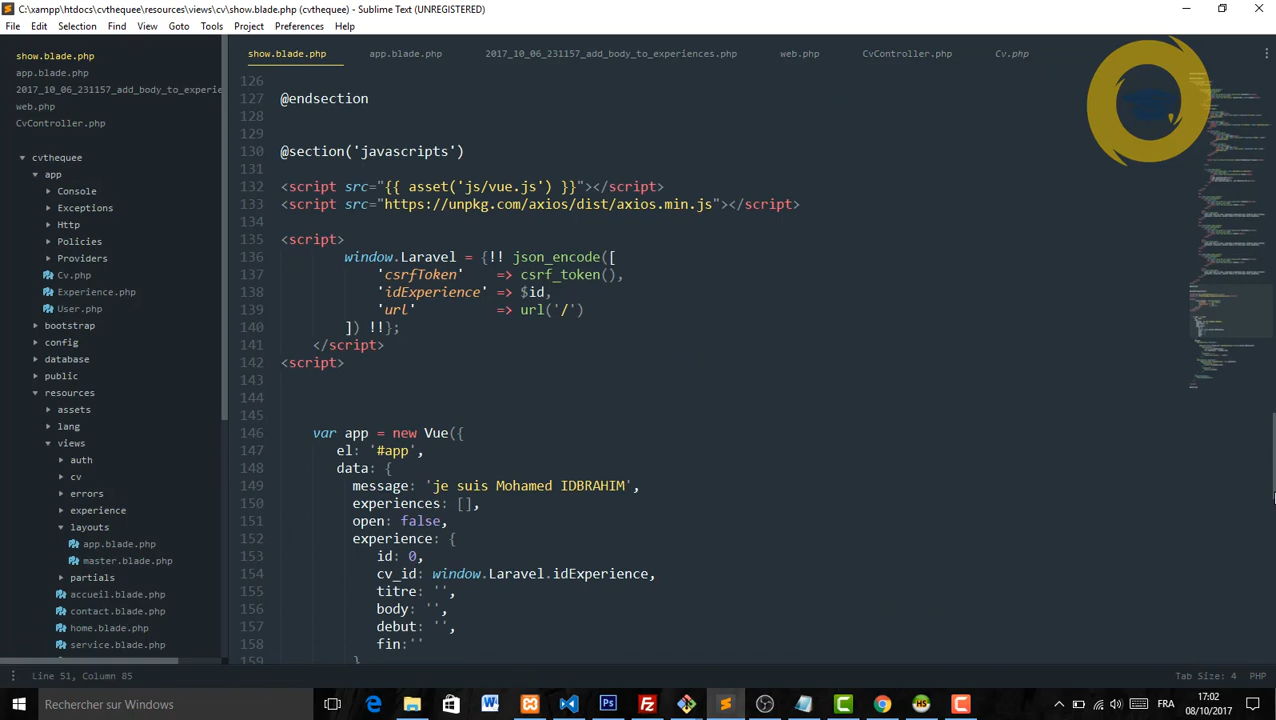 C:\xampp\htdocs\cvthequee\resources\views\cv\show.blade.php (cvthequee) - Sublime Text (UNREGISTERED)
File Edit Selection Find View Goto Tools Project Preferences Help
show.blade.php
app.blade.php
2017_10_06_231157_add_body_to_experie
web.php
CvController.php
cvthequee
app
Console
Exceptions
Http
Policies
Providers
Cv.php
Experience.php
User.php
bootstrap
config
database
public
resources
assets
lang
views
auth
cv
errors
experience
layouts
app.blade.php
master.blade.php
partials
accueil.blade.php
contact.blade.php
home.blade.php
service.blade.php
show.blade.php app.blade.php 2017_10_06_231157_add_body_to_experiences.php web.php CvController.php Cv.php
126
127 @endsection
128
129
130 @section('javascripts')
131
132 <script src="{{ asset('js/vue.js') }}"></script>
133 <script src="https://unpkg.com/axios/dist/axios.min.js"></script>
134
135 <script>
136 window.Laravel = {!! json_encode([
137 'csrfToken' => csrf_token(),
138 'idExperience' => $id,
139 'url' => url('/')
140 ]) !!};
141 </script>
142 <script>
143
144
145
146 var app = new Vue({
147 el: '#app',
148 data: {
149 message: 'je suis Mohamed IDBRAHIM',
150 experiences: [],
151 open: false,
152 experience: {
153 id: 0,
154 cv_id: window.Laravel.idExperience,
155 titre: '',
156 body: '',
157 debut: '',
158 fin:''
159 }
Line 51, Column 85
Tab Size: 4 PHP
Rechercher sur Windows
FRA
17:02
08/10/2017